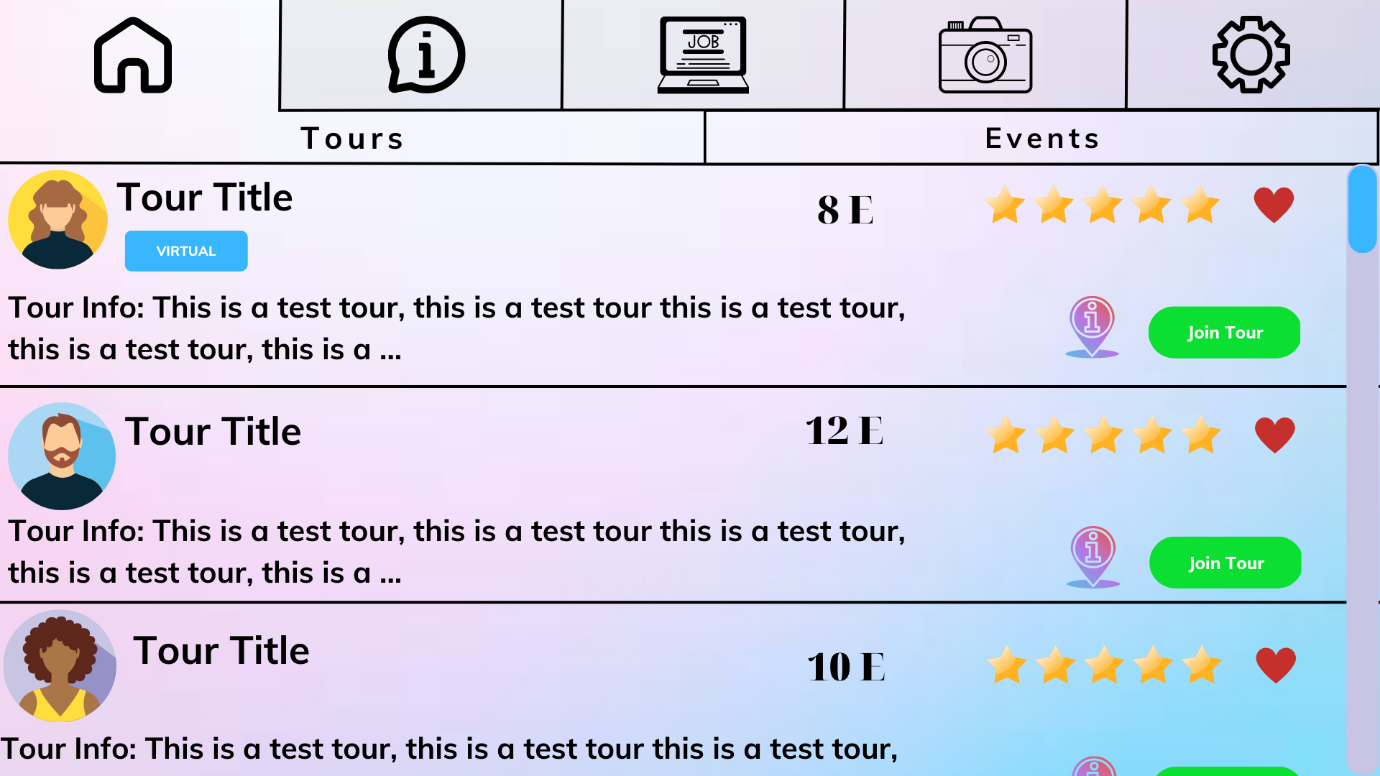 JOB
Tours
Events
Tour Title
8 E
VIRTUAL
Tour Info: This is a test tour, this is a test tour this is a test tour,
this is a test tour, this is a ...
Join Tour
Tour Title
12 E
Tour Info: This is a test tour, this is a test tour this is a test tour,
this is a test tour, this is a ...
Join Tour
Tour Title
10 E
Tour Info: This is a test tour, this is a test tour this is a test tour,